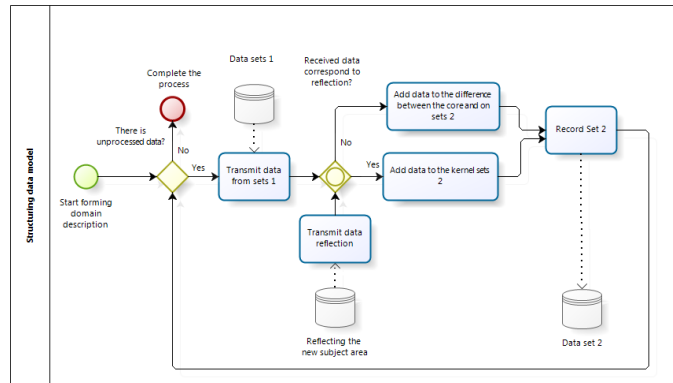 Structuring data model
Complete the
process
Data sets 1
Received data
correspond to
reflection?
There is
unprocessed data?
No
Yes
Start forming
domain
description
Transmit data
from sets 1
No
Yes
Add data to the difference
between the core and on
sets 2
Add data to the kernel sets
2
Record Set 2
Transmit data
reflection
Reflecting the
new subject area
Data set 2